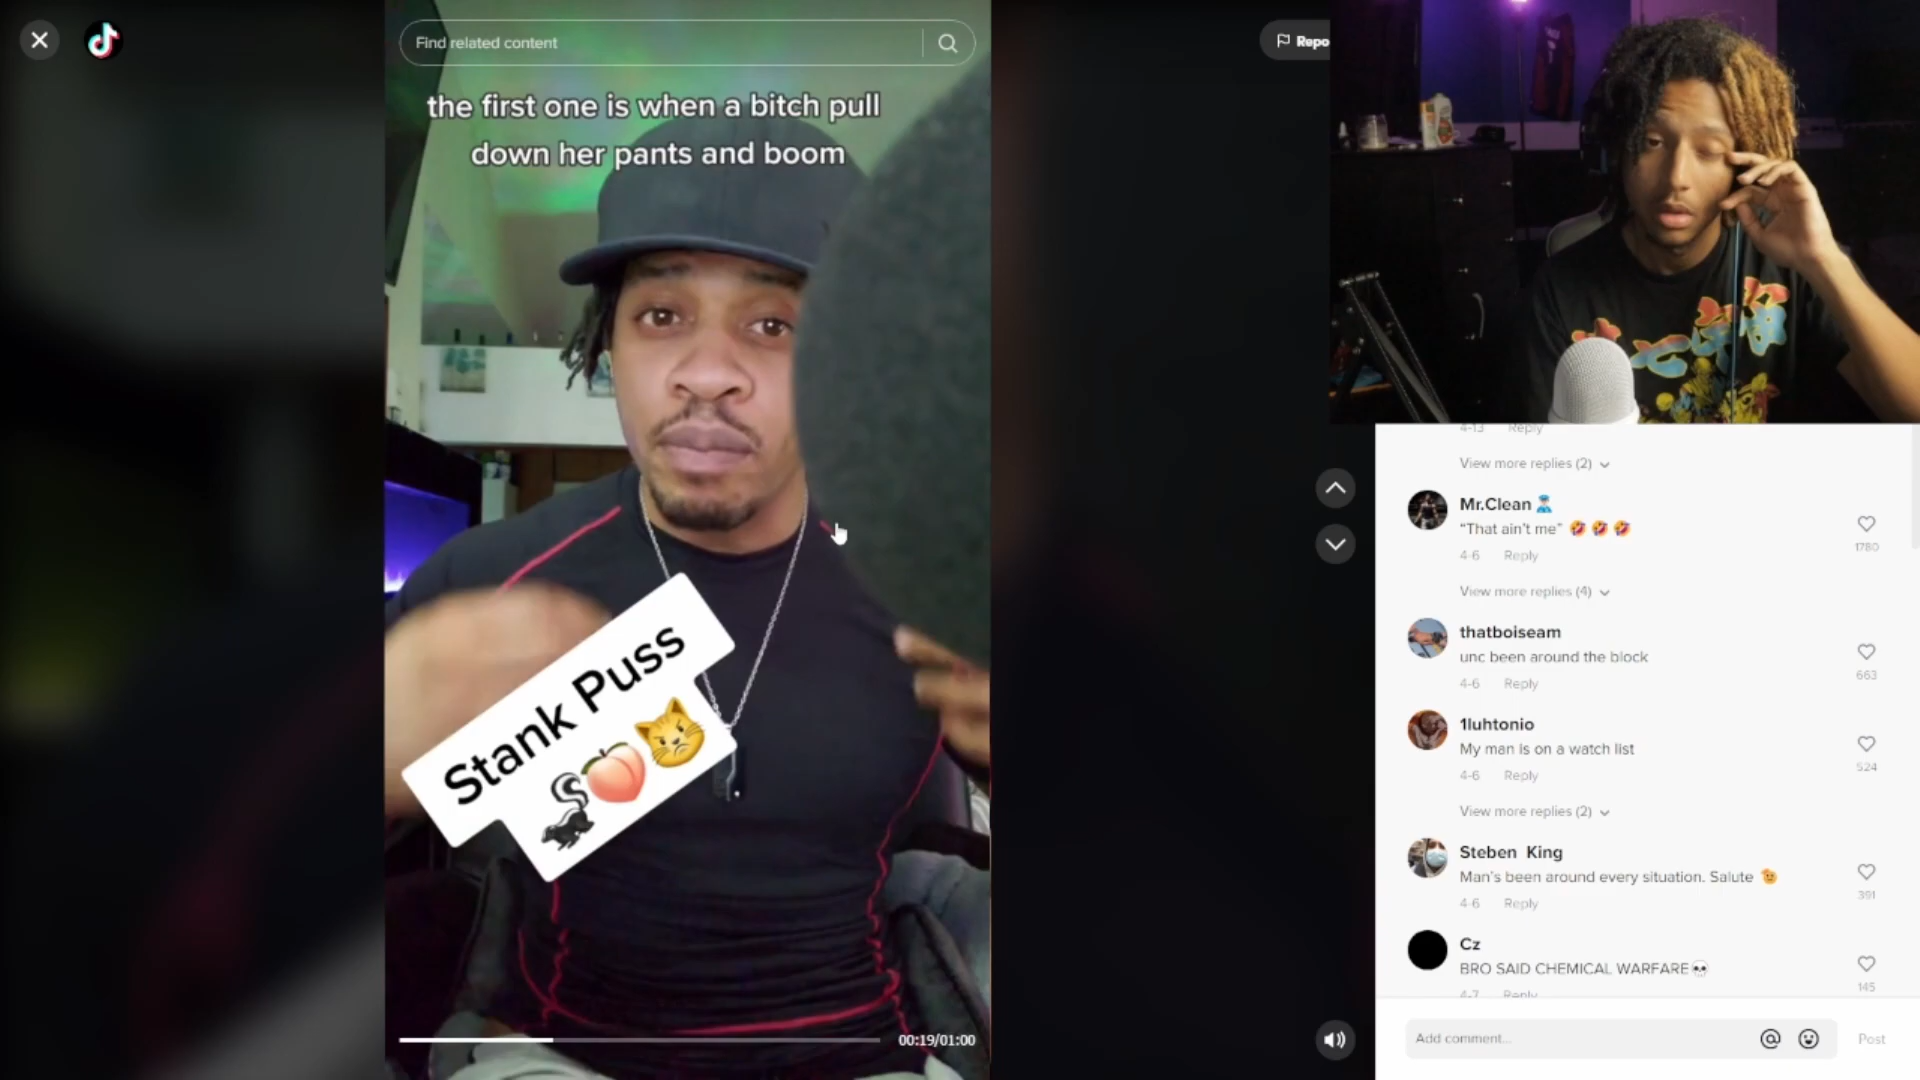 Find related content
Repo
the first one is when a bitch pull
down her pants and boom
Stank Puss
00:19/01:00
4-13 Reply
View more replies (2)
Mr.Clean
“That ain't me” 🤣 🤣 🤣
1780
4-6 Reply
View more replies (4)
thatboiseam
unc been around the block
663
4-6 Reply
1luhtonio
My man is on a watch list
524
4-6 Reply
View more replies (2)
Steben King
Man's been around every situation. Salute 🫡
391
4-6 Reply
Cz
BRO SAID CHEMICAL WARFARE💀
145
4-7 Reply
Add comment...
Post